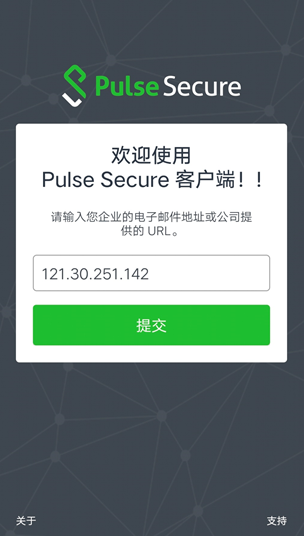 Pulse Secure
欢迎使用
Pulse Secure 客户端！！
请输入您企业的电子邮件地址或公司提
供的 URL。
121.30.251.142
提交
关于
支持